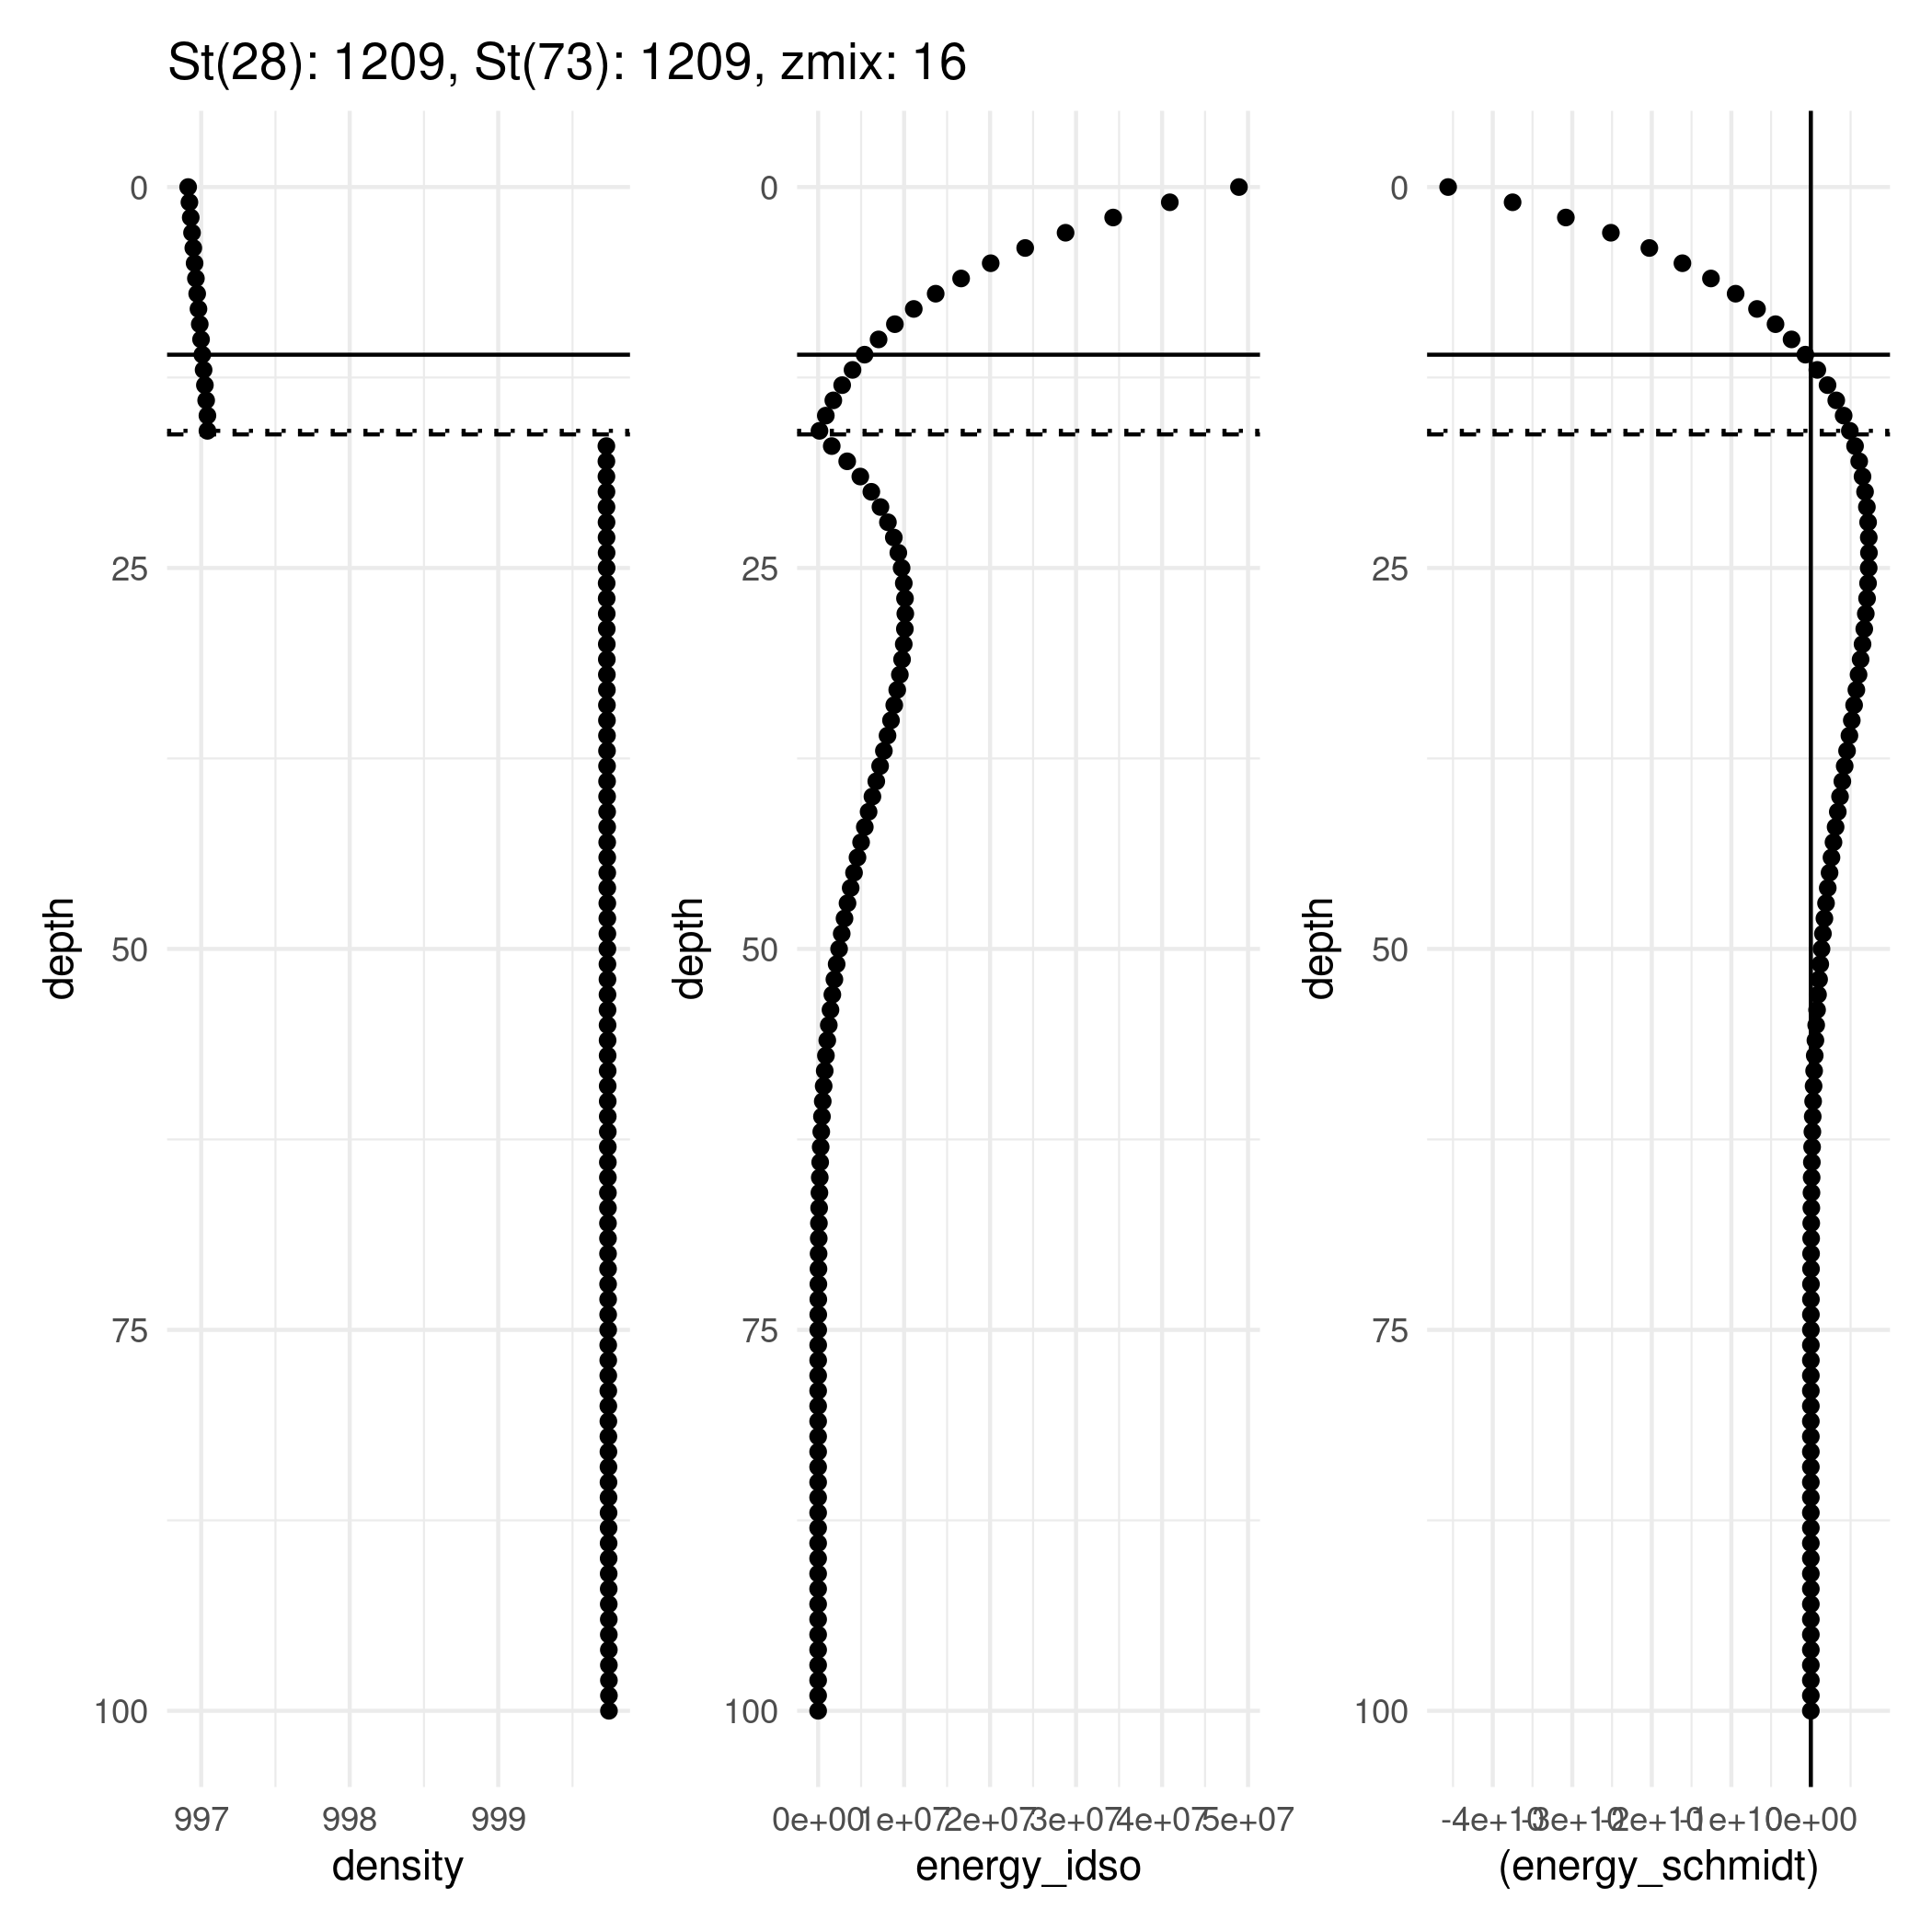 St(28): 1209, St(73): 1209, zmix: 16
0
25
50
75
100
depth
997
998
999
density
0
25
50
75
100
depth
0e+00
1e+07
2e+07
3e+07
4e+07
5e+07
energy_idso
0
25
50
75
100
depth
-4e+10
-3e+10
-2e+10
-1e+10
0e+00
(energy_schmidt)